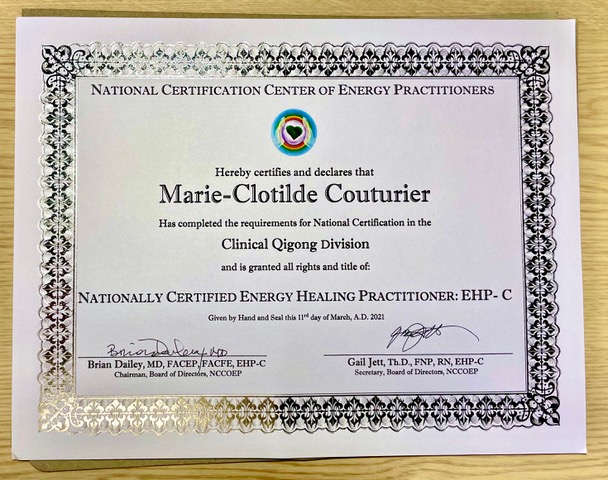 NATIONAL CERTIFICATION CENTER OF ENERGY PRACTITIONERS
Hereby certifies and declares that
Marie-Clotilde Couturier
Has completed the requirements for National Certification in the
Clinical Qigong Division
and is granted all rights and title of:
NATIONALLY CERTIFIED ENERGY HEALING PRACTITIONER: EHP- C
Given by Hand and Seal this 11th day of March, A.D. 2021
Brian Dailey, MD
Brian Dailey, MD, FACEP, FACFE, EHP-C
Chairman, Board of Directors, NCCOEP
Gail Jett, Th.D., FNP, RN, EHP-C
Secretary, Board of Directors, NCCOEP